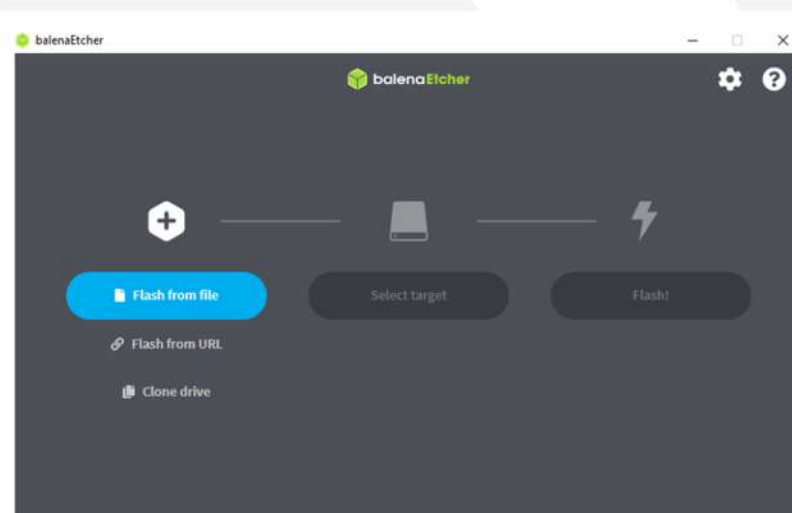 balenaEtcher
balenaEtcher
Flash from file
Select target
Flash!
Flash from URL
Clone drive